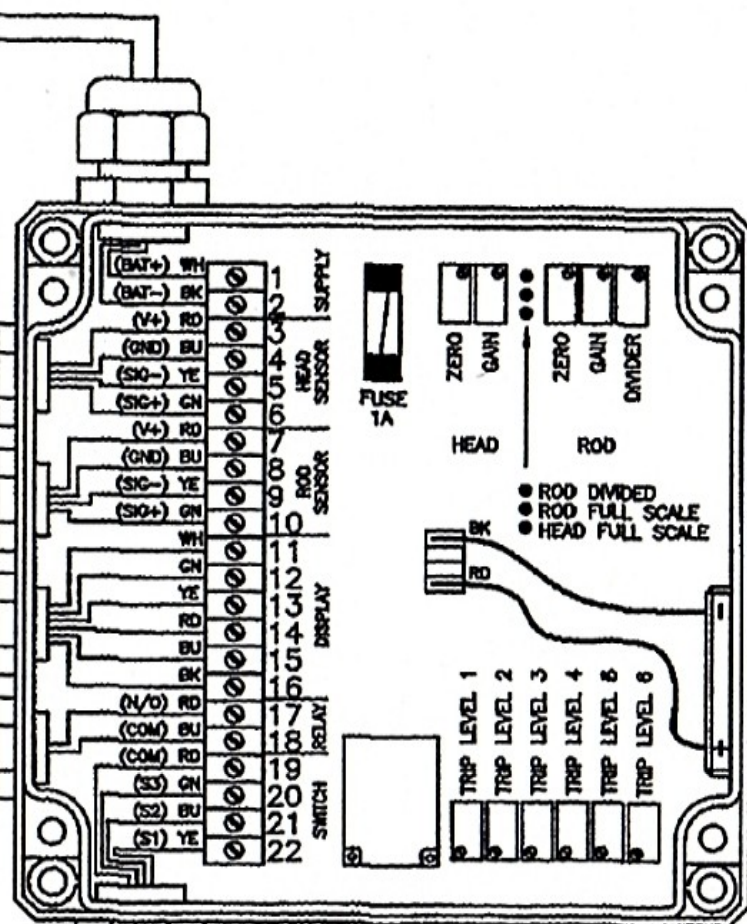 (BAT+) WH 1
(BAT-) BK 2
SUPPLY
(V+) RD 3
(GND) BU 4
(SIG-) YE 5
(SIG+) GN 6
HEAD
SENSOR
(V+) RD 7
(GND) BU 8
(SIG-) YE 9
(SIG+) GN 10
ROD
SENSOR
WH 11
GN 12
YE 13
RD 14
BU 15
BK 16
DISPLAY
(N/O) RD 17
(COM) BU 18
RELAY
(COM) RD 19
(S3) GN 20
(S2) BU 21
(S1) YE 22
SWITCH
FUSE
1A
ZERO
GAIN
HEAD
ZERO
GAIN
DIVIDER
ROD
ROD DIVIDED
ROD FULL SCALE
HEAD FULL SCALE
BK
RD
-
+
TRIP LEVEL 1
TRIP LEVEL 2
TRIP LEVEL 3
TRIP LEVEL 4
TRIP LEVEL 5
TRIP LEVEL 6